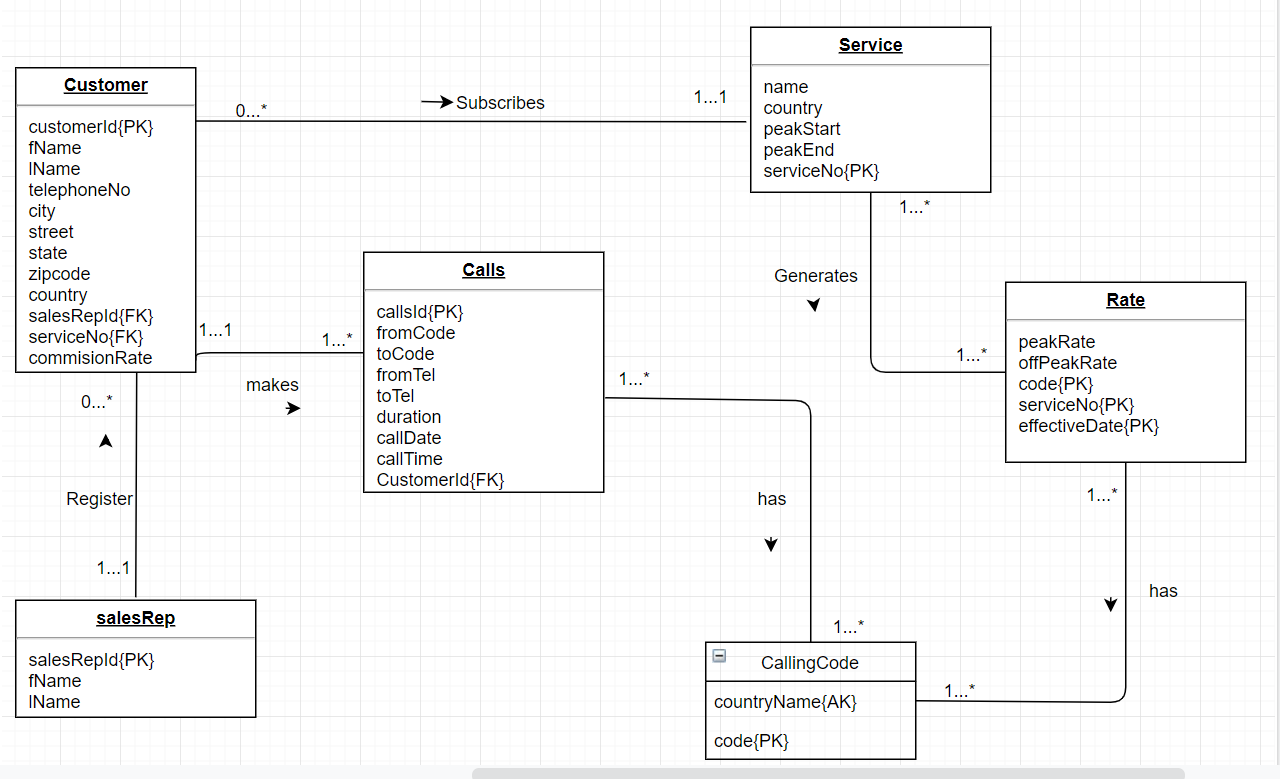 Customer
customerId{PK}
fName
lName
telephoneNo
city
street
state
zipcode
country
salesRepId{FK}
serviceNo{FK}
commisionRate
0...*
Subscribes
1...1
Service
name
country
peakStart
peakEnd
serviceNo{PK}
1...1
makes
1...*
Calls
callsId{PK}
fromCode
toCode
fromTel
toTel
duration
callDate
callTime
CustomerId{FK}
1...*
Generates
1...*
Rate
peakRate
offPeakRate
code{PK}
serviceNo{PK}
effectiveDate{PK}
0...*
Register
1...1
salesRep
salesRepId{PK}
fName
lName
1...*
has
1...*
CallingCode
countryName{AK}
code{PK}
1...*
has
1...*